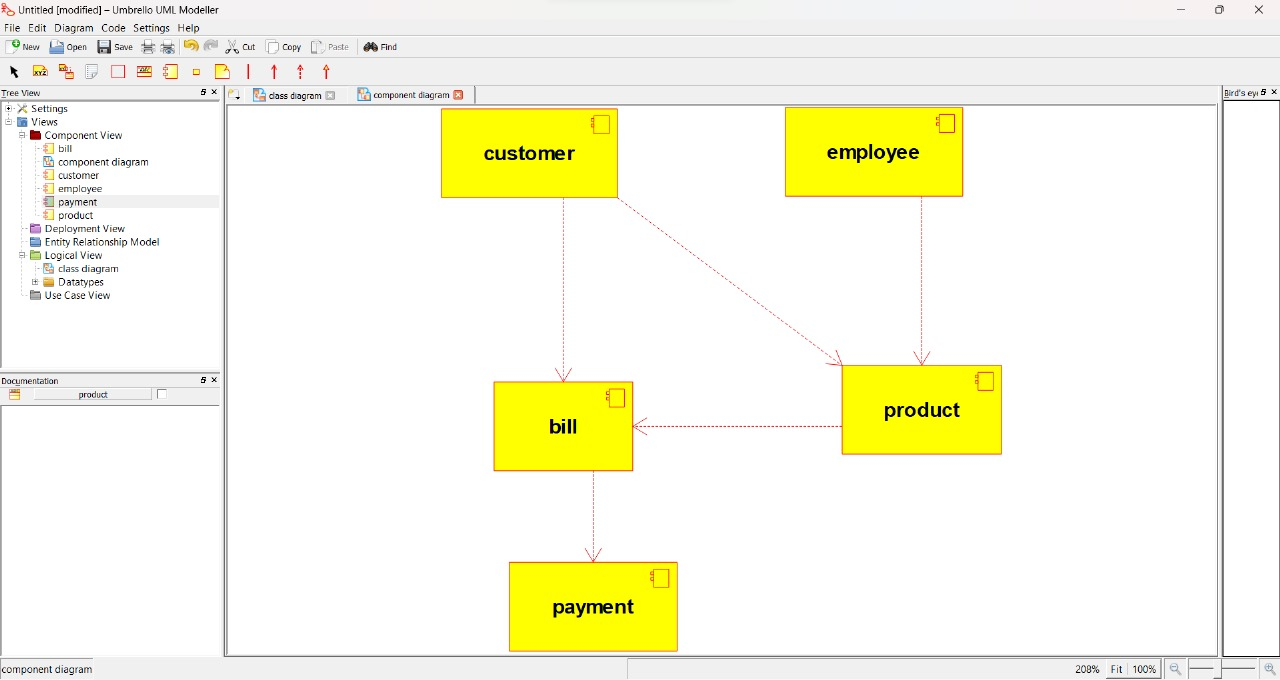 Untitled [modified] – Umbrello UML Modeller
File Edit Diagram Code Settings Help
New Open Save Cut Copy Paste Find
XYZ
Tree View
Settings
Views
Component View
bill
component diagram
customer
employee
payment
product
Deployment View
Entity Relationship Model
Logical View
class diagram
Datatypes
Use Case View
Documentation
product
class diagram component diagram
customer
employee
bill
product
payment
Bird's eye
component diagram
208% Fit 100%